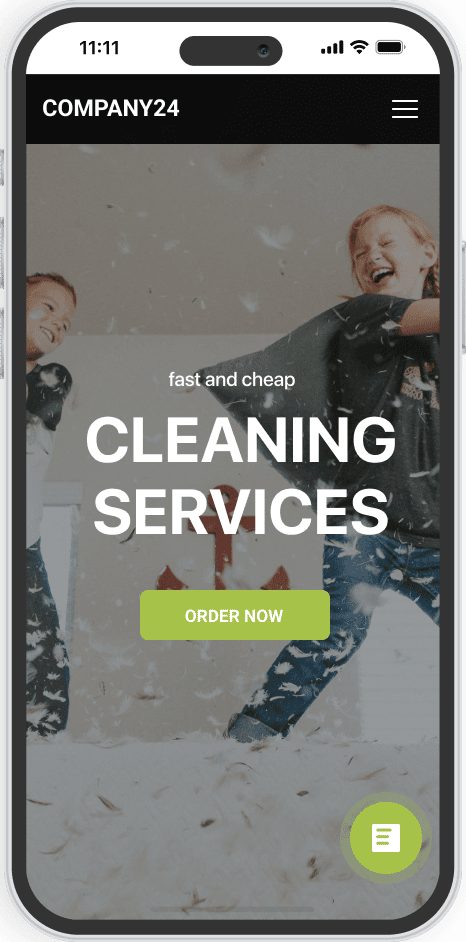 11:11
COMPANY24
fast and cheap
CLEANING
SERVICES
ORDER NOW